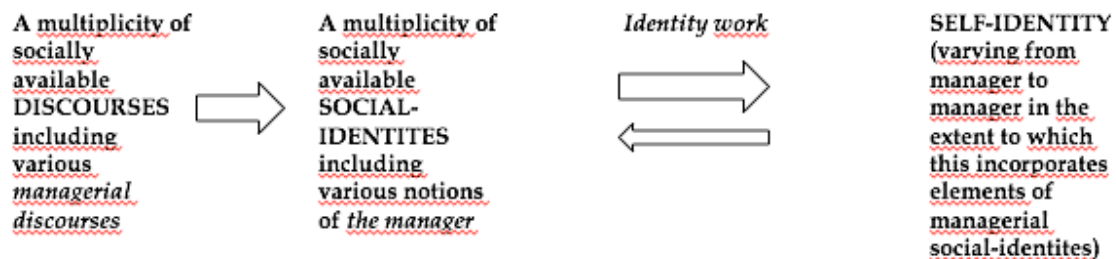 A multiplicity of
socially
available
DISCOURSES
including
various
managerial
discourses
A multiplicity of
socially
available
SOCIAL-
IDENTITES
including
various notions
of the manager
Identity work
SELF-IDENTITY
(varying from
manager to
manager in the
extent to which
this incorporates
elements of
managerial
social-identites)